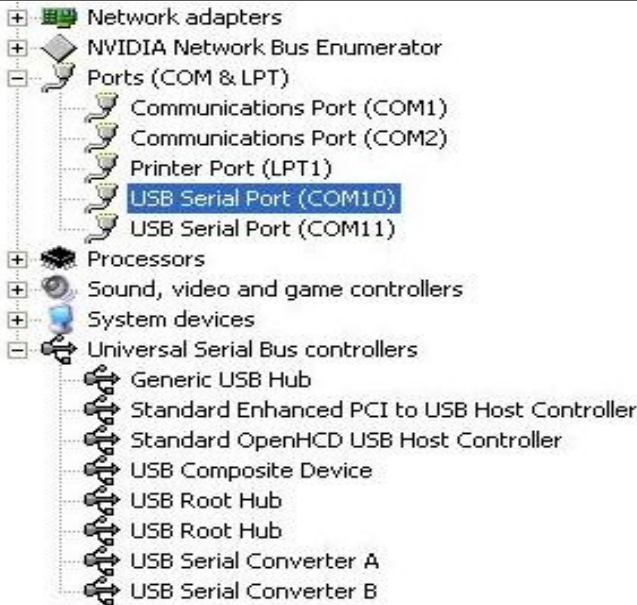 Network adapters
NVIDIA Network Bus Enumerator
Ports (COM & LPT)
Communications Port (COM1)
Communications Port (COM2)
Printer Port (LPT1)
USB Serial Port (COM10)
USB Serial Port (COM11)
Processors
Sound, video and game controllers
System devices
Universal Serial Bus controllers
Generic USB Hub
Standard Enhanced PCI to USB Host Controller
Standard OpenHCD USB Host Controller
USB Composite Device
USB Root Hub
USB Root Hub
USB Serial Converter A
USB Serial Converter B